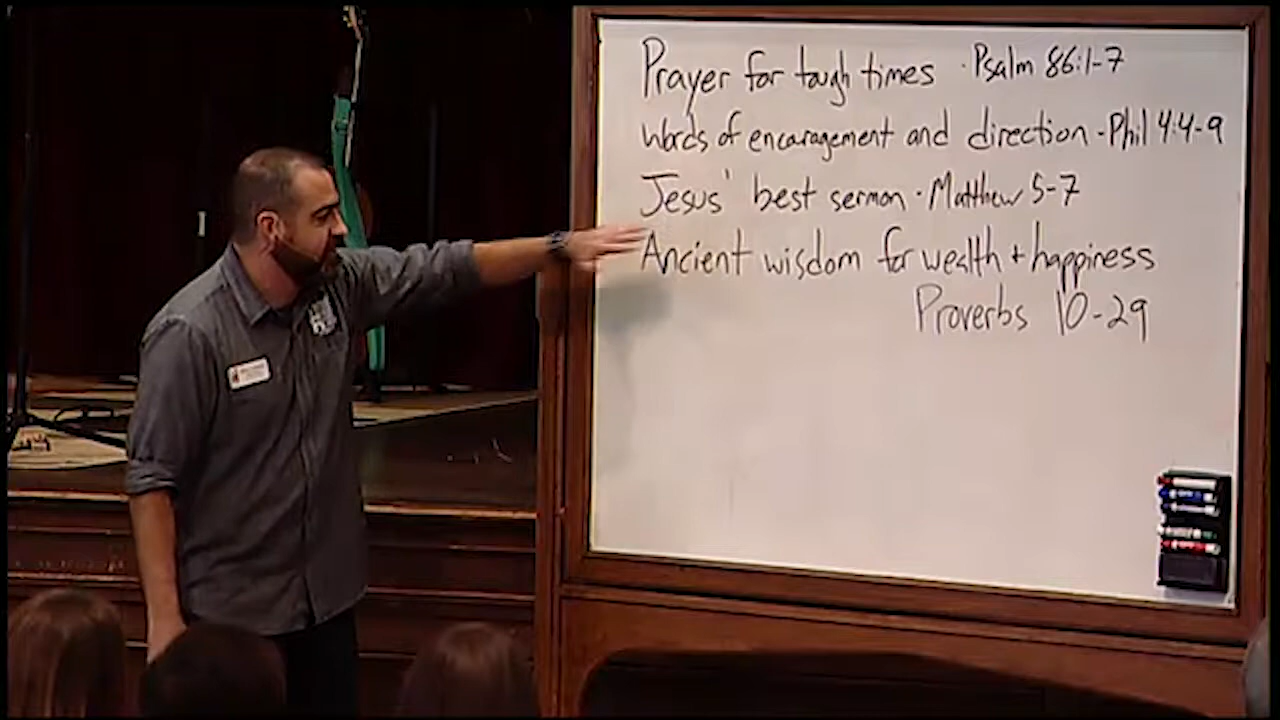 Prayer for tough times · Psalm 86:1-7
Words of encouragement and direction - Phil 4:4-9
Jesus' best sermon · Matthew 5-7
Ancient wisdom for wealth + happiness
Proverbs 10-29